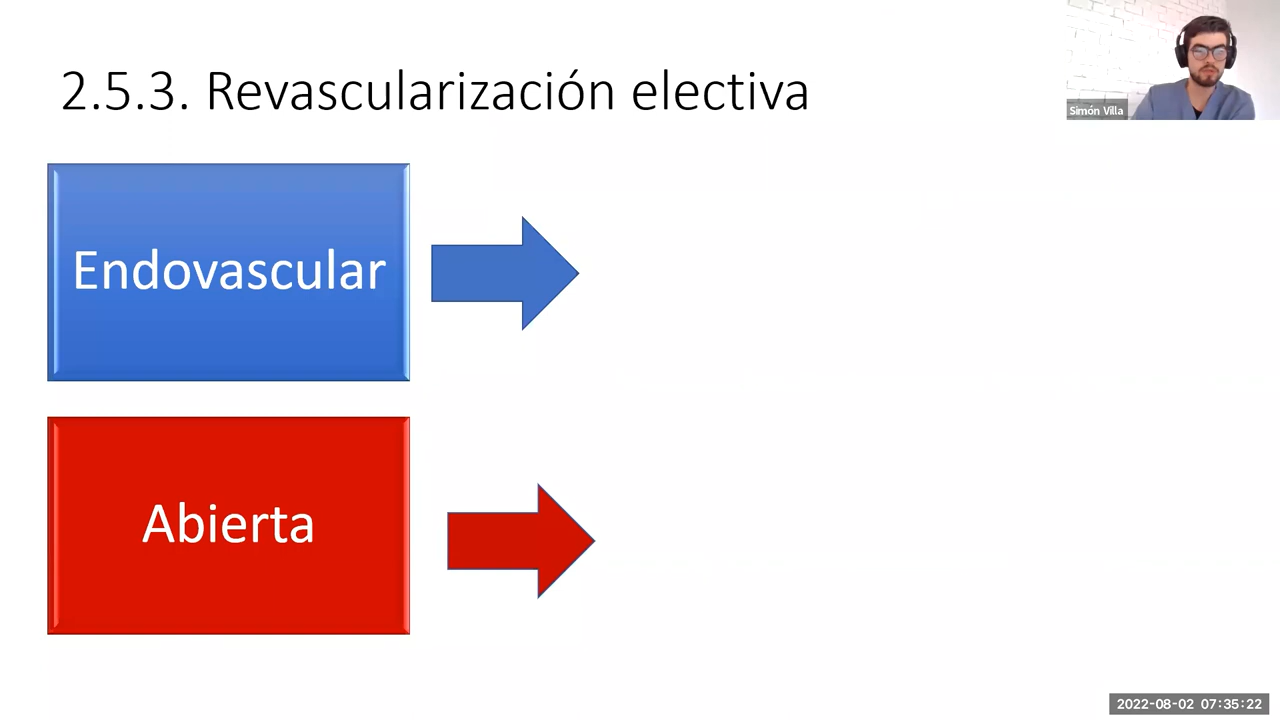 2.5.3. Revascularización electiva
Simón Villa
Endovascular
Abierta
2022-08-02 07:35:22